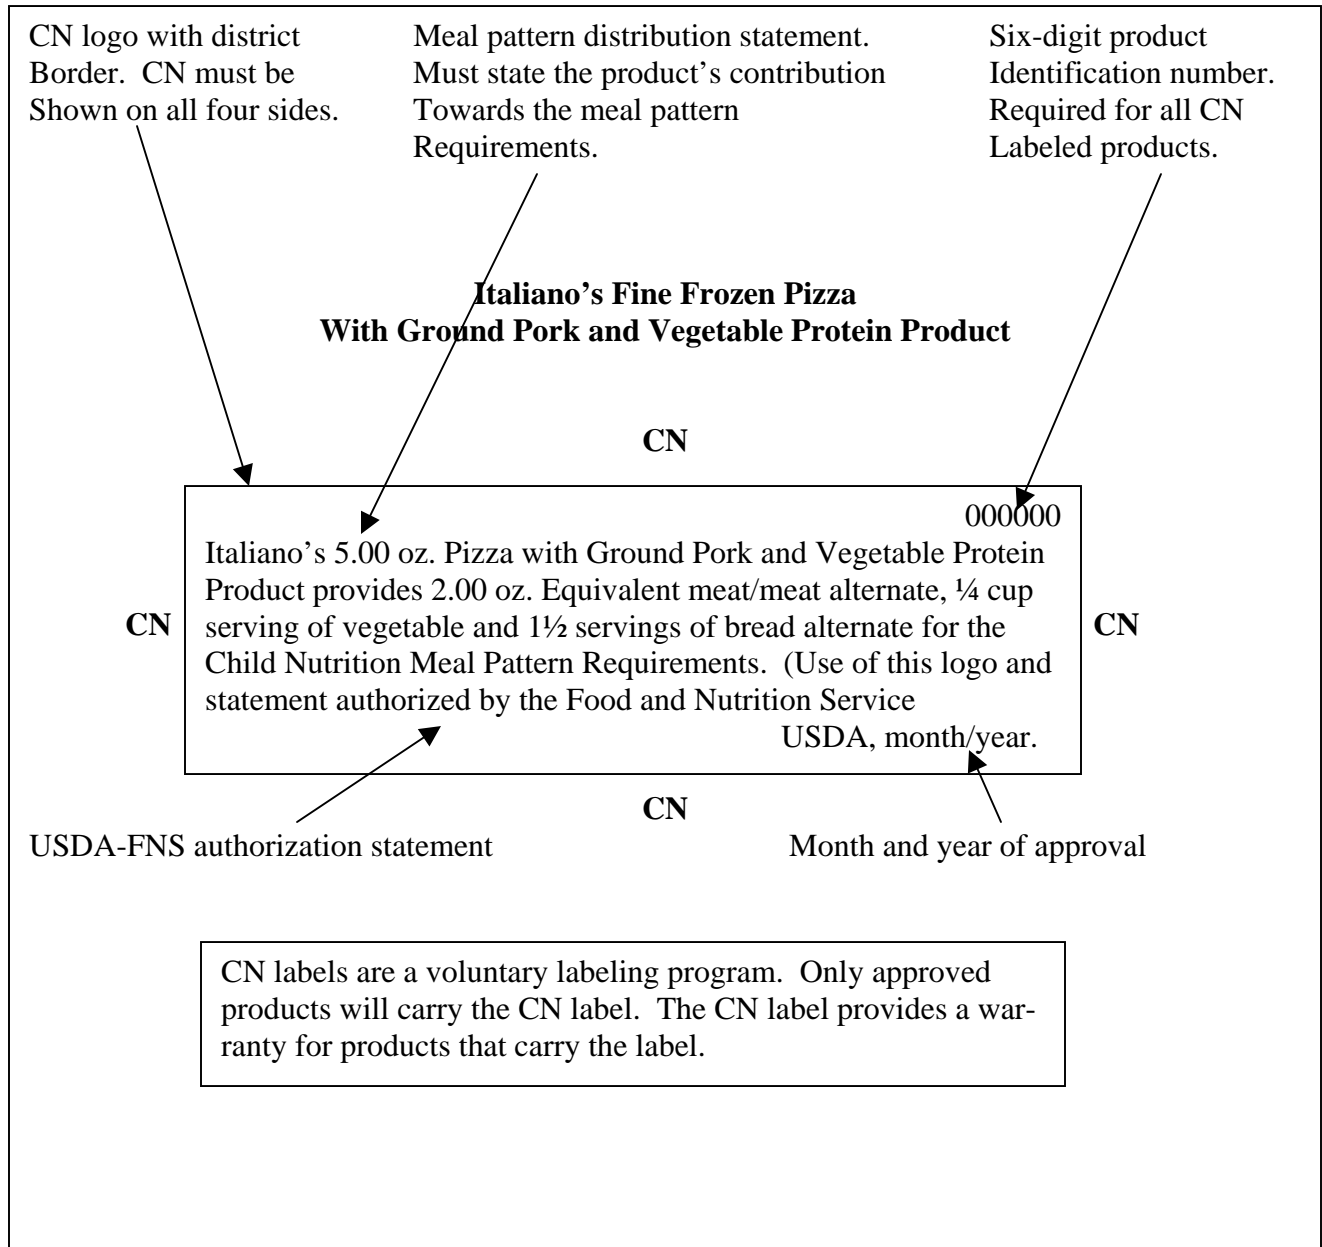 CN logo with district
Border. CN must be
Shown on all four sides.
Meal pattern distribution statement.
Must state the product’s contribution
Towards the meal pattern
Requirements.
Six-digit product
Identification number.
Required for all CN
Labeled products.
Italiano’s Fine Frozen Pizza
With Ground Pork and Vegetable Protein Product
CN
000000
Italiano’s 5.00 oz. Pizza with Ground Pork and Vegetable Protein
Product provides 2.00 oz. Equivalent meat/meat alternate, ¼ cup
CN serving of vegetable and 1½ servings of bread alternate for the CN
Child Nutrition Meal Pattern Requirements. (Use of this logo and
statement authorized by the Food and Nutrition Service
USDA, month/year.
CN
USDA-FNS authorization statement
Month and year of approval
CN labels are a voluntary labeling program. Only approved
products will carry the CN label. The CN label provides a war-
ranty for products that carry the label.